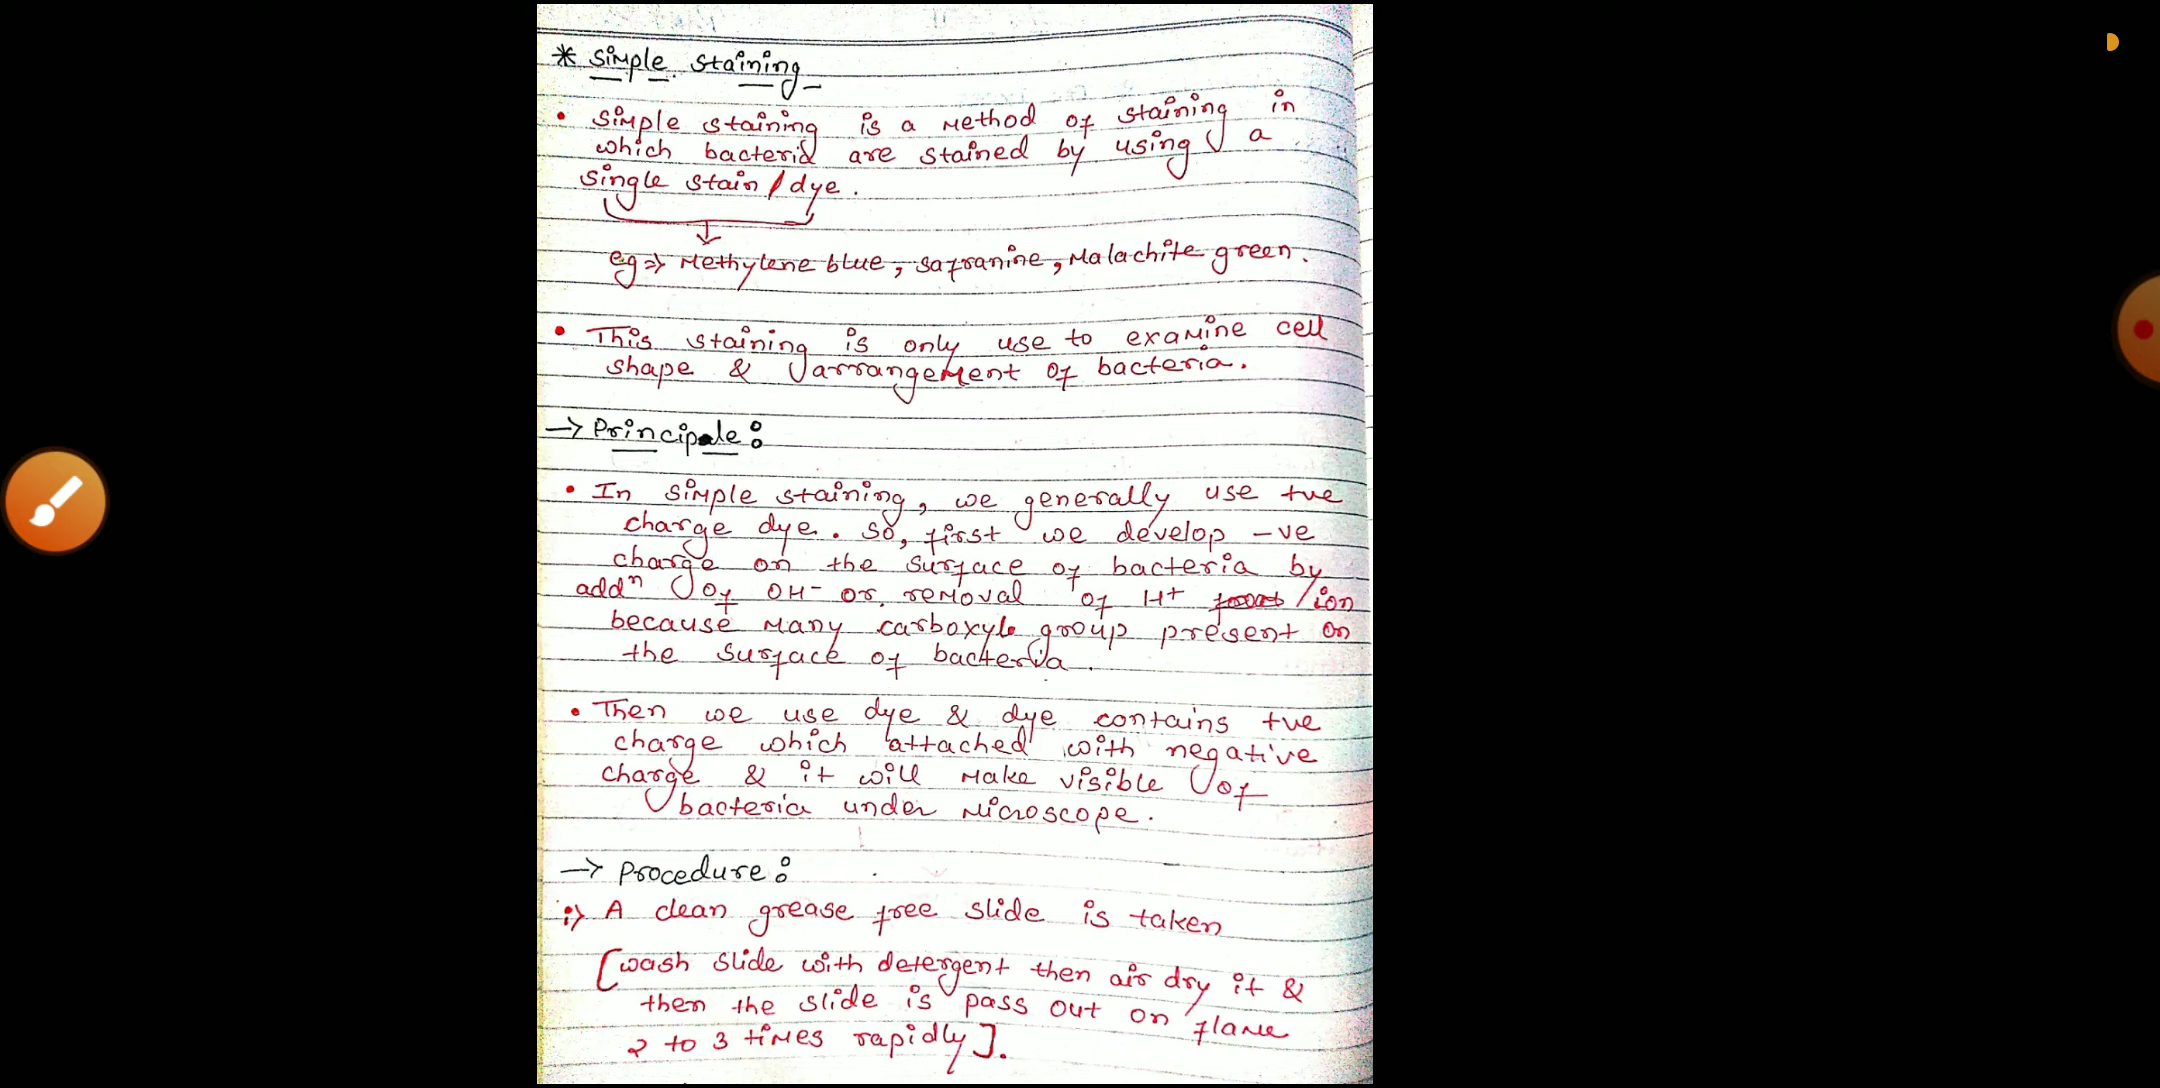 * Simple Staining
• Simple staining is a Method of staining in
which bacteria are stained by using a
single stain / dye.
eg ⇒ Methylene blue, safranine, Malachite green.
• This staining is only use to examine cell
shape & arrangement of bacteria.
→ Principle :
• In simple staining, we generally use +ve
charge dye. So, first we develop -ve
charge on the surface of bacteria by
addⁿ of OH⁻ or removal of H+ /ion
because Many carboxyle group present on
the surface of bacteria.
• Then we use dye & dye contains +ve
charge which attached with negative
charge & it will Make visible of
bacteria under Microscope.
→ Procedure :
i) A clean grease free slide is taken
[wash slide with detergent then air dry it &
then the slide is pass out on flame
2 to 3 times rapidly].